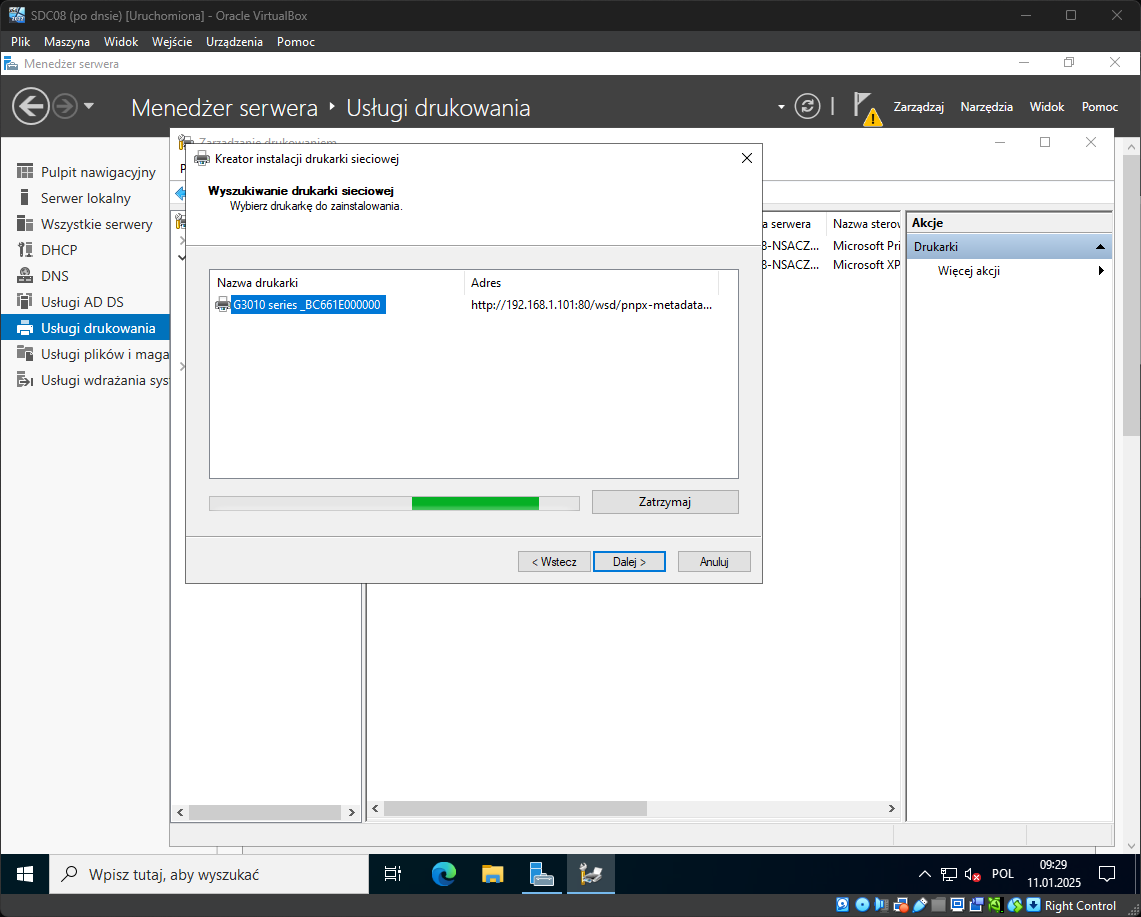 SDC08 (po dnsie) [Uruchomiona] - Oracle VirtualBox
Plik Maszyna Widok Wejście Urządzenia Pomoc
Menedżer serwera
Menedżer serwera Usługi drukowania
Zarządzaj Narzędzia Widok Pomoc
Pulpit nawigacyjny
Serwer lokalny
Wszystkie serwery
DHCP
DNS
Usługi AD DS
Usługi drukowania
Usługi plików i maga
Usługi wdrażania sys
Zarządzanie drukowaniem
P
Kreator instalacji drukarki sieciowej
Wyszukiwanie drukarki sieciowej
Wybierz drukarkę do zainstalowania.
Nazwa drukarki Adres
G3010 series _BC661E000000 http://192.168.1.101:80/wsd/pnpx-metadata...
Zatrzymaj
< Wstecz Dalej > Anuluj
a serwera Nazwa sterow
8-NSACZ... Microsoft Pri
8-NSACZ... Microsoft XP
Akcje
Drukarki
Więcej akcji
Wpisz tutaj, aby wyszukać
POL
09:29
11.01.2025
Right Control